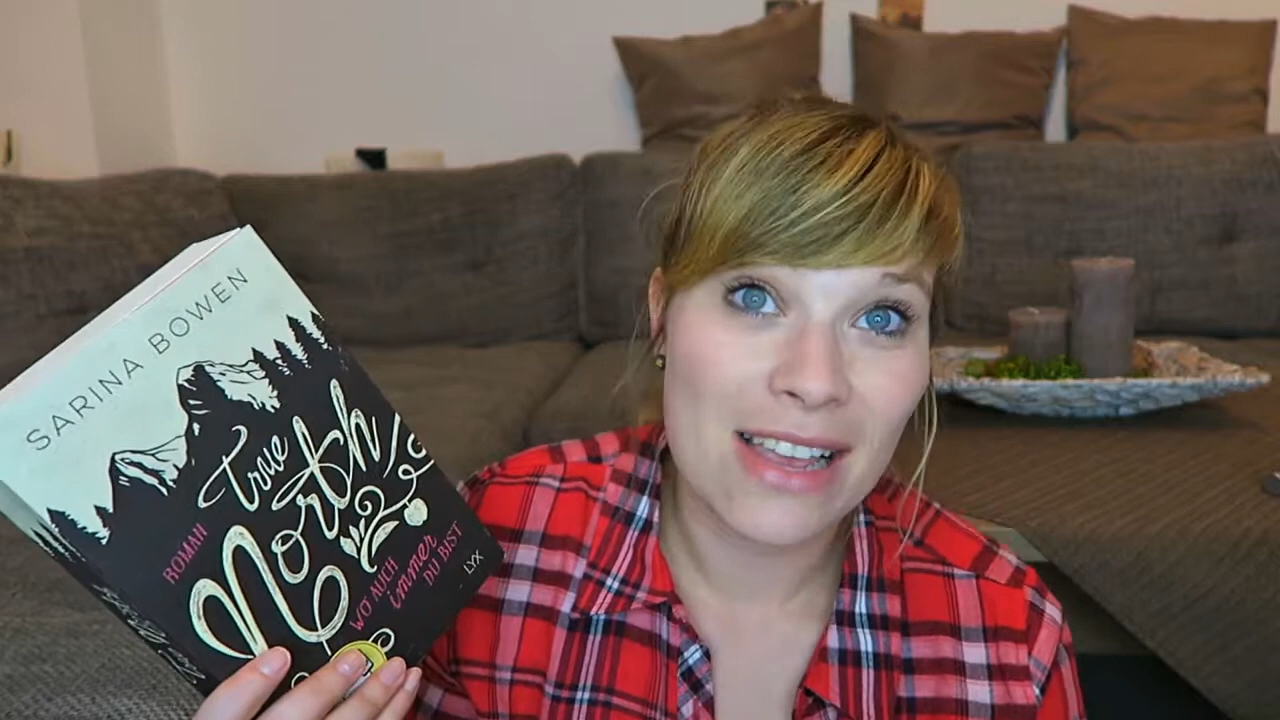 SARINA BOWEN
True
North
ROMAN
WO AUCH
immer
DU BIST
LYX